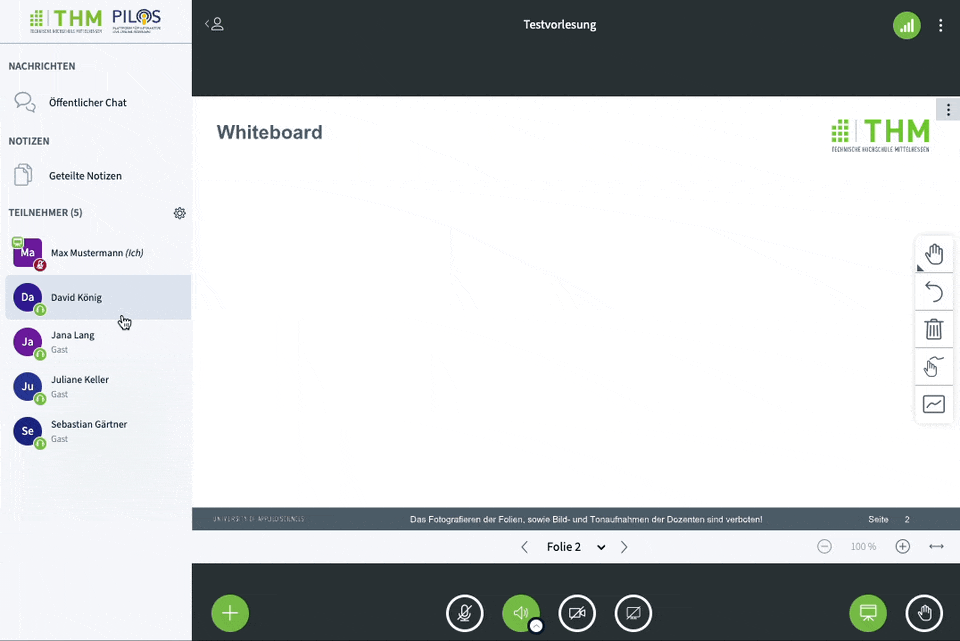 THM PILOS
TECHNISCHE HOCHSCHULE MITTELHESSEN
NACHRICHTEN
Öffentlicher Chat
NOTIZEN
Geteilte Notizen
TEILNEHMER (5)
Ma
Max Mustermann (Ich)
Da
David König
Ja
Jana Lang
Gast
Ju
Juliane Keller
Gast
Se
Sebastian Gärtner
Gast
Testvorlesung
Whiteboard
THM
TECHNISCHE HOCHSCHULE MITTELHESSEN
UNIVERSITY OF APPLIED SCIENCES
Das Fotografieren der Folien, sowie Bild- und Tonaufnahmen der Dozenten sind verboten!
Seite 2
Folie 2
100 %